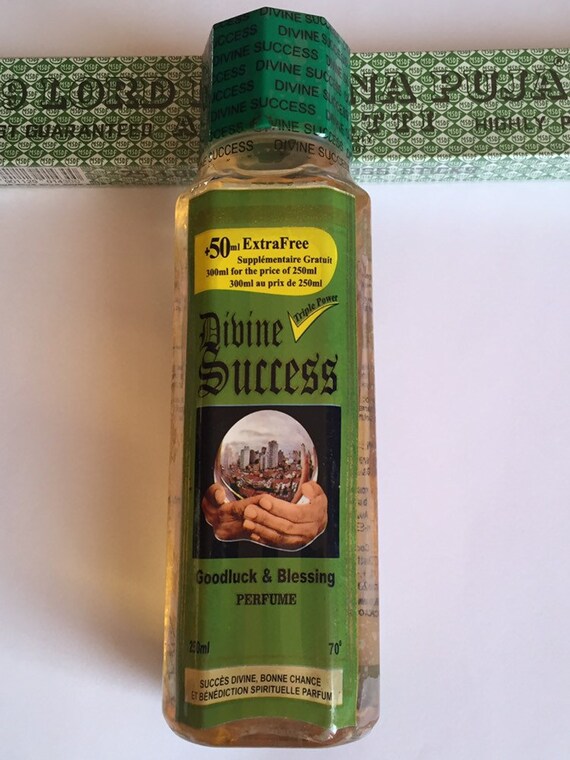 DIVINE SUCCESS
DIVINE SUCCESS
DIVINE SUCCESS
DIVINE SUCCESS
9 LORD NA PUJA
GUARANTEED A TTI HIGHLY P
+50ml ExtraFree
Supplémentaire Gratuit
300ml for the price of 250ml
300ml au prix de 250ml
Triple Power
Divine
Success
Goodluck & Blessing
PERFUME
250ml 70°
SUCCÈS DIVINE, BONNE CHANCE
ET BENÉDICTION SPIRITUELLE PARFUM